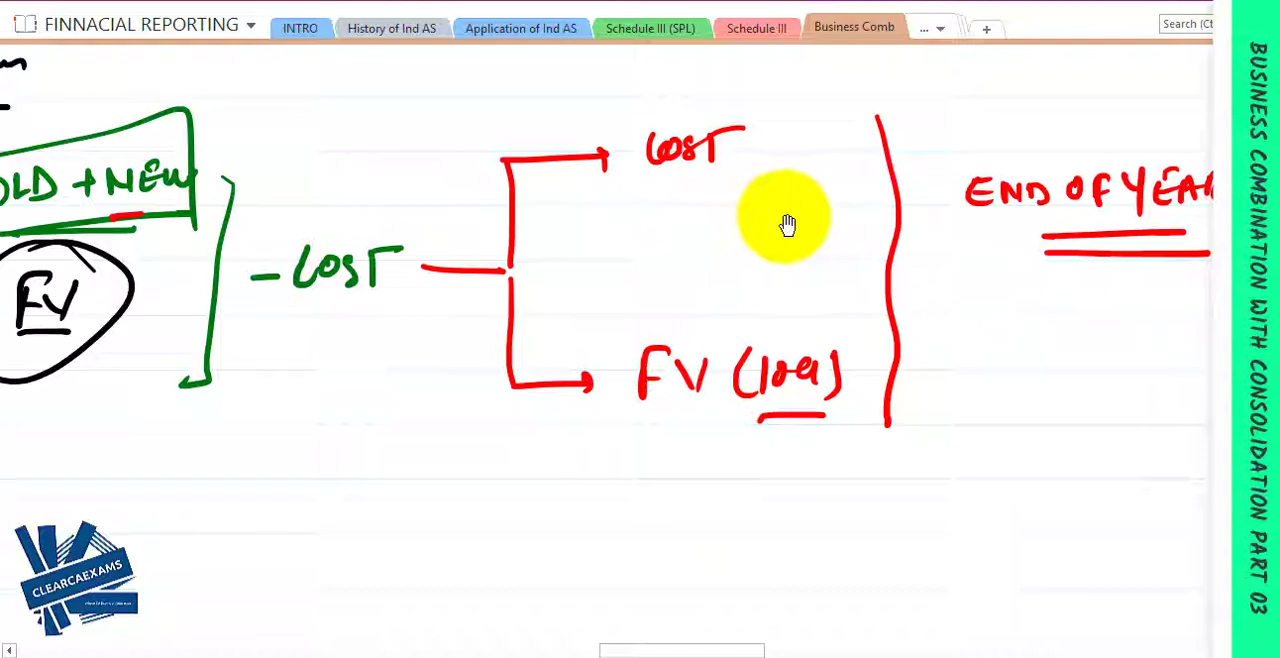 FINNACIAL REPORTING
INTRO
History of Ind AS
Application of Ind AS
Schedule III (SPL)
Schedule III
Business Comb
...
Search (Ct
OLD + NEW
FV
- COST
COST
FV (109)
END OF YEAR
CLEARCAEXAMS
BUSINESS COMBINATION WITH CONSOLIDATION PART 03